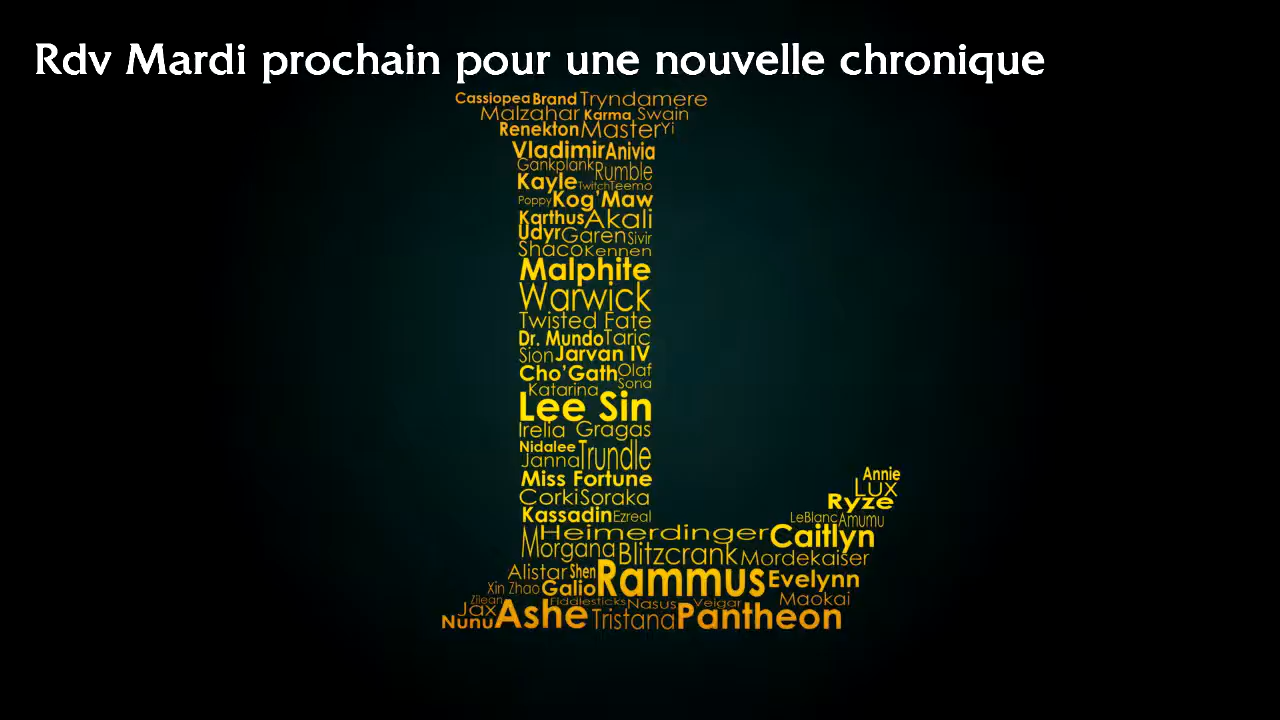 Rdv Mardi prochain pour une nouvelle chronique
Cassiopea Brand Tryndamere
Malzahar Karma Swain
Renekton Master Yi
Vladimir Anivia
Gankplank Rumble
Kayle Twitch Teemo
Poppy Kog'Maw
Karthus Akali
Udyr Garen Sivir
Shaco Kennen
Malphite
Warwick
Twisted Fate
Dr. Mundo Taric
Sion Jarvan IV
Cho'Gath Olaf
Katarina Sona
Lee Sin
Irelia Gragas
Nidalee Trundle
Janna
Miss Fortune
Corki Soraka
Kassadin Ezreal
Annie
Lux
Ryze
LeBlanc Amumu
Heimerdinger Caitlyn
Morgana Blitzcrank Mordekaiser
Alistar Shen Rammus Evelynn
Xin Zhao Galio Maokai
Zilean Fiddlesticks Nasus Veigar
Jax Ashe Tristana Pantheon
Nunu